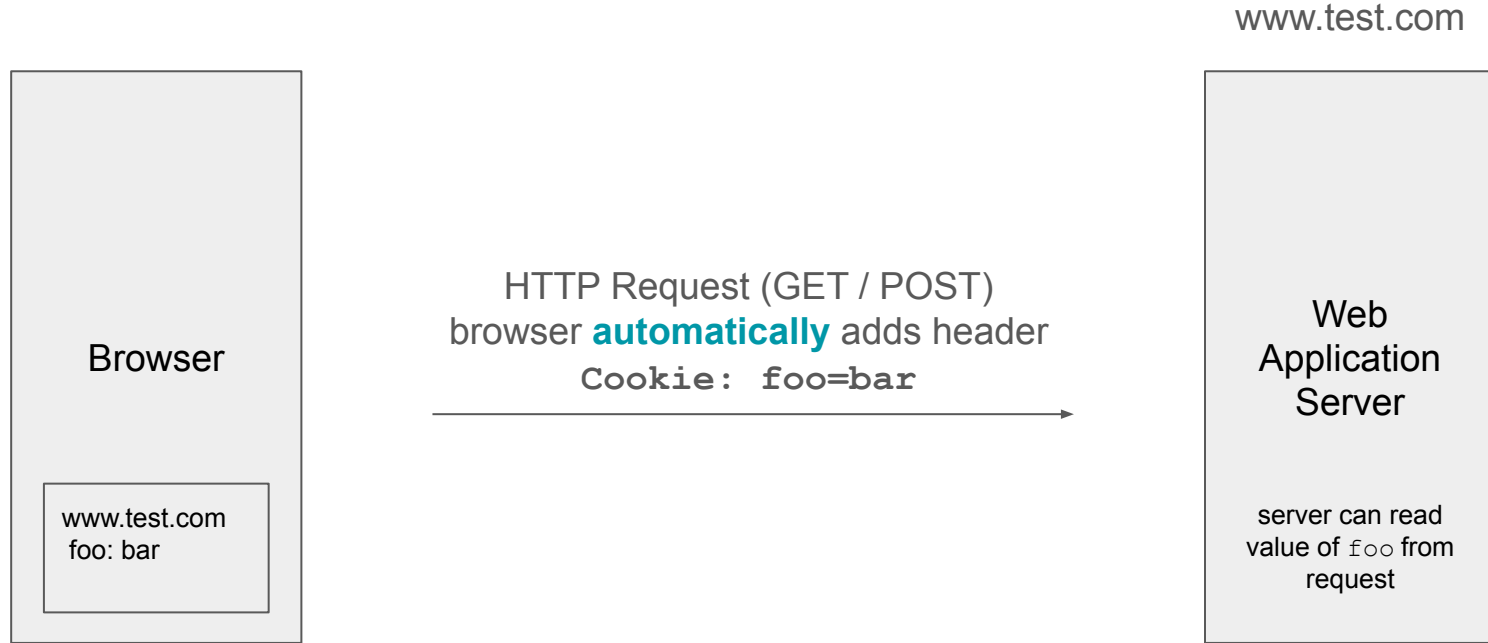 www.test.com
Browser
www.test.com
foo: bar
HTTP Request (GET / POST)
browser automatically adds header
Cookie: foo=bar
Web
Application
Server
server can read
value of foo from
request